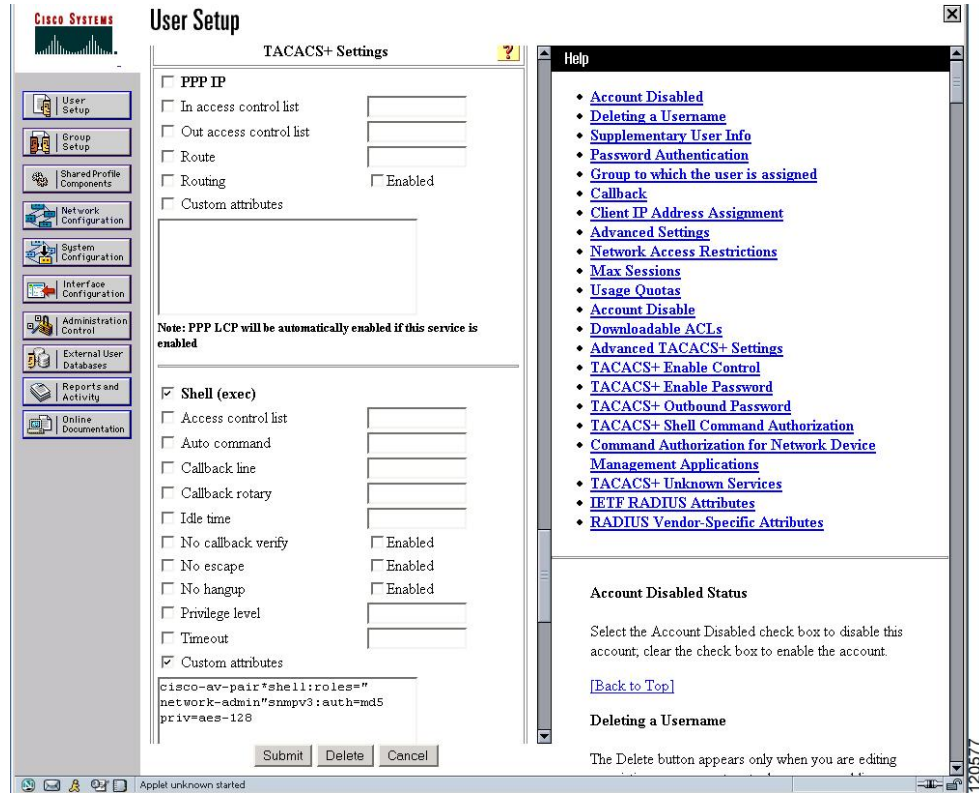 CISCO SYSTEMS
User Setup
TACACS+ Settings
?
Help
User Setup
Group Setup
Shared Profile Components
Network Configuration
System Configuration
Interface Configuration
Administration Control
External User Databases
Reports and Activity
Online Documentation
PPP IP
In access control list
Out access control list
Route
Routing Enabled
Custom attributes
Note: PPP LCP will be automatically enabled if this service is
enabled
Shell (exec)
Access control list
Auto command
Callback line
Callback rotary
Idle time
No callback verify Enabled
No escape Enabled
No hangup Enabled
Privilege level
Timeout
Custom attributes
cisco-av-pair*shell:roles="
network-admin"snmpv3:auth=md5
priv=aes-128
Submit Delete Cancel
Account Disabled
Deleting a Username
Supplementary User Info
Password Authentication
Group to which the user is assigned
Callback
Client IP Address Assignment
Advanced Settings
Network Access Restrictions
Max Sessions
Usage Quotas
Account Disable
Downloadable ACLs
Advanced TACACS+ Settings
TACACS+ Enable Control
TACACS+ Enable Password
TACACS+ Outbound Password
TACACS+ Shell Command Authorization
Command Authorization for Network Device
Management Applications
TACACS+ Unknown Services
IETF RADIUS Attributes
RADIUS Vendor-Specific Attributes
Account Disabled Status
Select the Account Disabled check box to disable this
account; clear the check box to enable the account.
[Back to Top]
Deleting a Username
The Delete button appears only when you are editing
Applet unknown started
120577